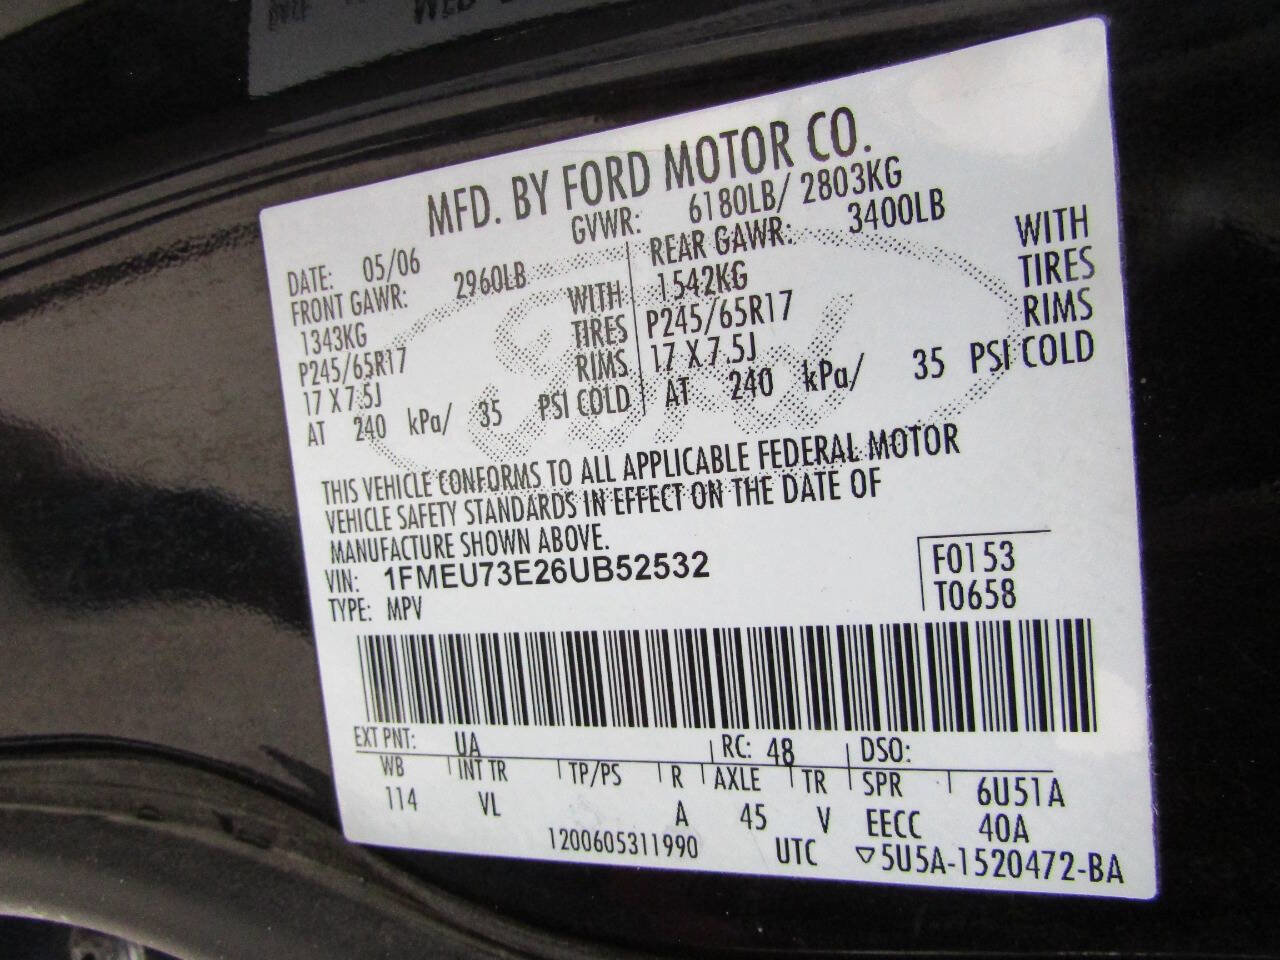 MFD. BY FORD MOTOR CO.
DATE: 05/06 GVWR: 6180LB/ 2803KG
FRONT GAWR: 2960LB REAR GAWR: 3400LB
1343KG WITH 1542KG WITH
P245/65R17 TIRES P245/65R17 TIRES
17 X 7.5J RIMS 17 X 7.5J RIMS
AT 240 kPa/ 35 PSI COLD AT 240 kPa/ 35 PSI COLD
THIS VEHICLE CONFORMS TO ALL APPLICABLE FEDERAL MOTOR
VEHICLE SAFETY STANDARDS IN EFFECT ON THE DATE OF
MANUFACTURE SHOWN ABOVE.
VIN: 1FMEU73E26UB52532 F0153
TYPE: MPV T0658
EXT PNT: UA RC: 48 DSO:
WB INT TR TP/PS R AXLE TR SPR 6U51A
114 VL A 45 V EECC 40A
1200605311990 UTC ▽5U5A-1520472-BA